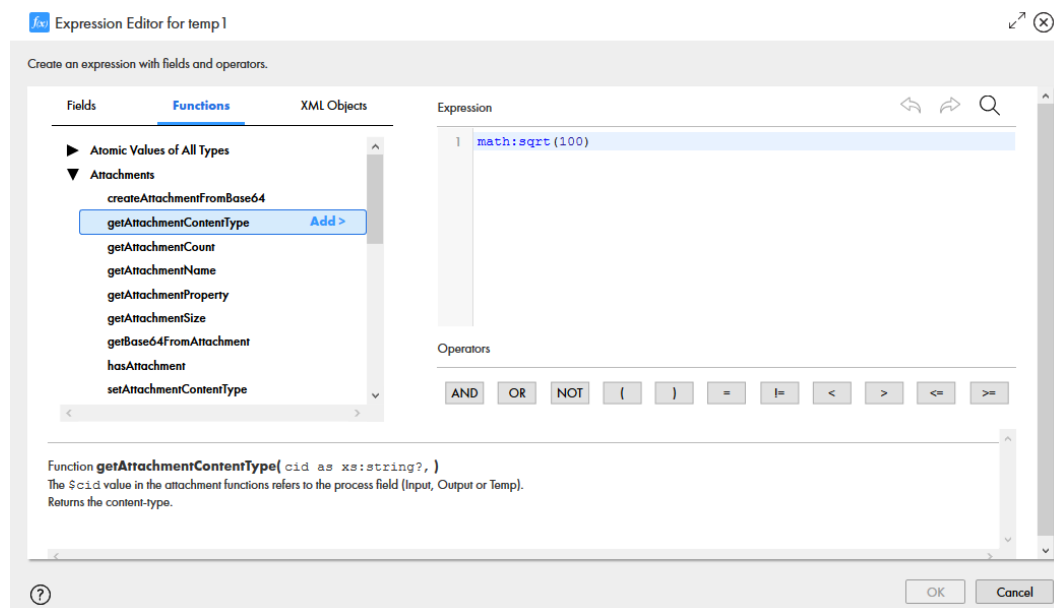 fx()
Expression Editor for temp1
Create an expression with fields and operators.
Fields Functions XML Objects
Atomic Values of All Types
Attachments
createAttachmentFromBase64
getAttachmentContentType Add >
getAttachmentCount
getAttachmentName
getAttachmentProperty
getAttachmentSize
getBase64FromAttachment
hasAttachment
setAttachmentContentType
Expression
1 math:sqrt(100)
Operators
AND OR NOT ( ) = != < > <= >=
Function getAttachmentContentType( cid as xs:string?, )
The $cid value in the attachment functions refers to the process field (Input, Output or Temp).
Returns the content-type.
?
OK Cancel